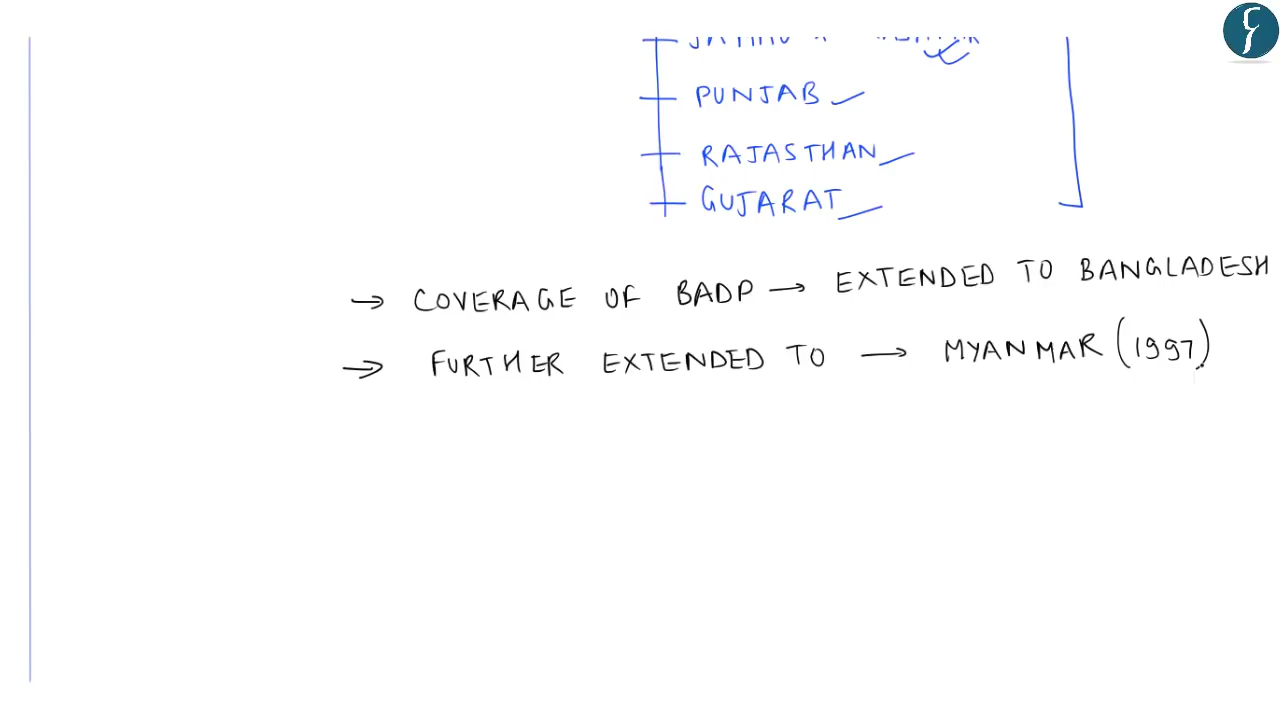 PUNJAB
RAJASTHAN
GUJARAT
→ COVERAGE OF BADP → EXTENDED TO BANGLADESH
→ FURTHER EXTENDED TO → MYANMAR (1997)